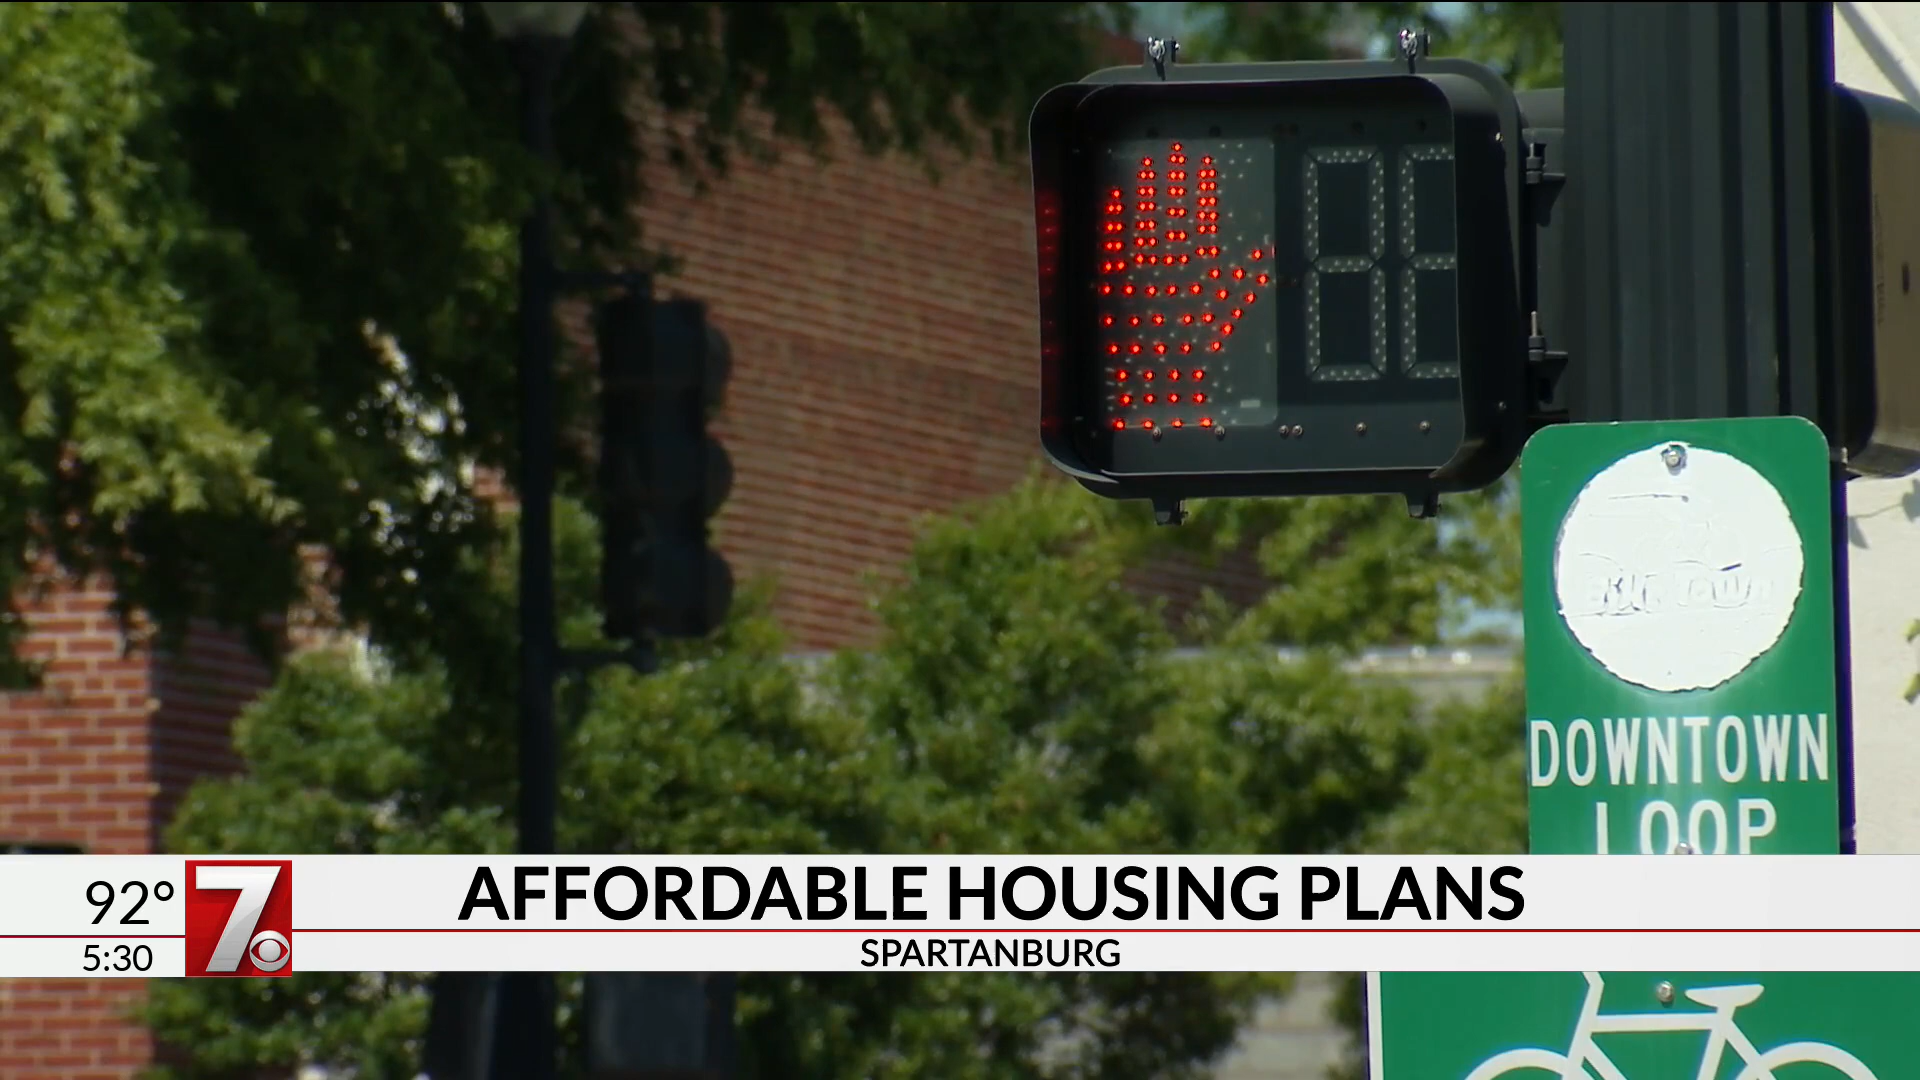 DOWNTOWN
LOOP
92°
5:30
7
AFFORDABLE HOUSING PLANS
SPARTANBURG